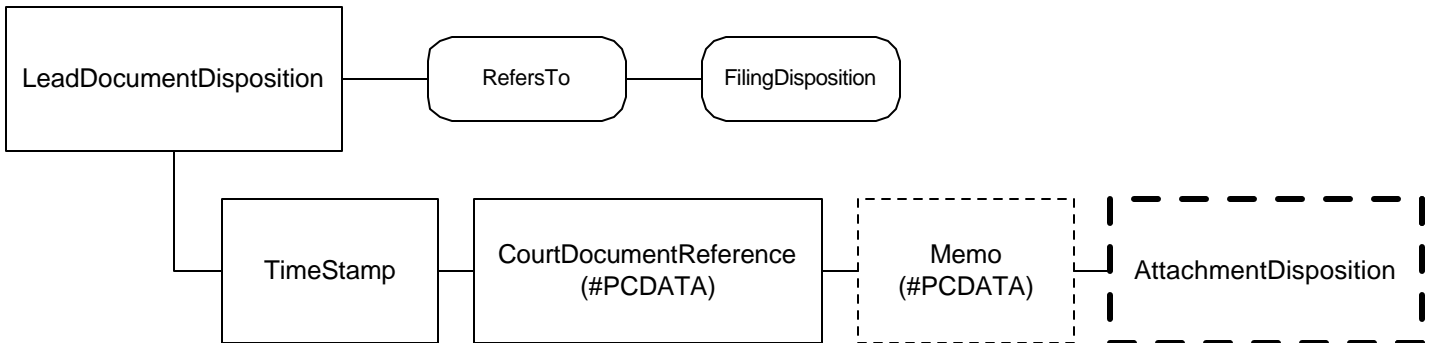 LeadDocumentDisposition
RefersTo
FilingDisposition
TimeStamp
CourtDocumentReference
(#PCDATA)
Memo
(#PCDATA)
AttachmentDisposition